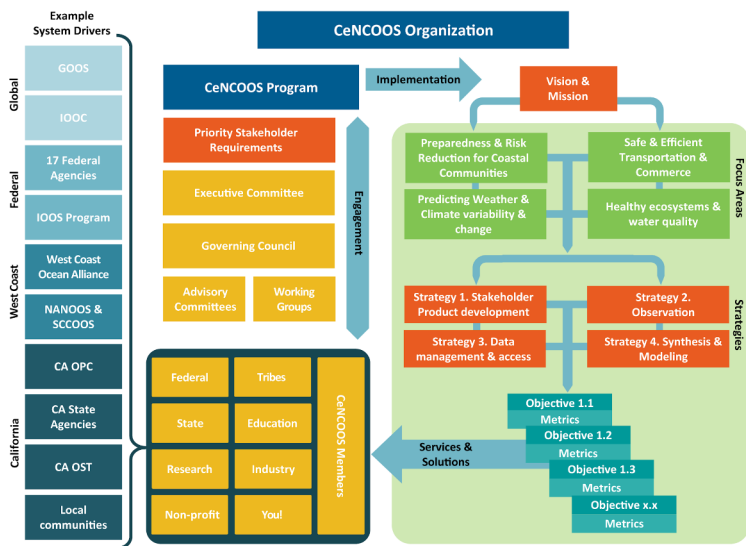 Example
System Drivers
Global
GOOS
IOOC
Federal
17 Federal
Agencies
IOOS Program
West Coast
West Coast
Ocean Alliance
NANOOS &
SCCOOS
California
CA OPC
CA State
Agencies
CA OST
Local
communities
CeNCOOS Organization
CeNCOOS Program
Implementation
Vision &
Mission
Priority Stakeholder
Requirements
Executive Committee
Governing Council
Advisory
Committees
Working
Groups
Engagement
Federal
Tribes
State
Education
Research
Industry
Non-profit
You!
CeNCOOS Members
Preparedness & Risk
Reduction for Coastal
Communities
Safe & Efficient
Transportation &
Commerce
Predicting Weather &
Climate variability &
change
Healthy ecosystems &
water quality
Focus Areas
Strategy 1. Stakeholder
Product development
Strategy 2.
Observation
Strategy 3. Data
management & access
Strategy 4. Synthesis &
Modeling
Strategies
Objective 1.1
Metrics
Objective 1.2
Metrics
Objective 1.3
Metrics
Objective x.x
Metrics
Services &
Solutions